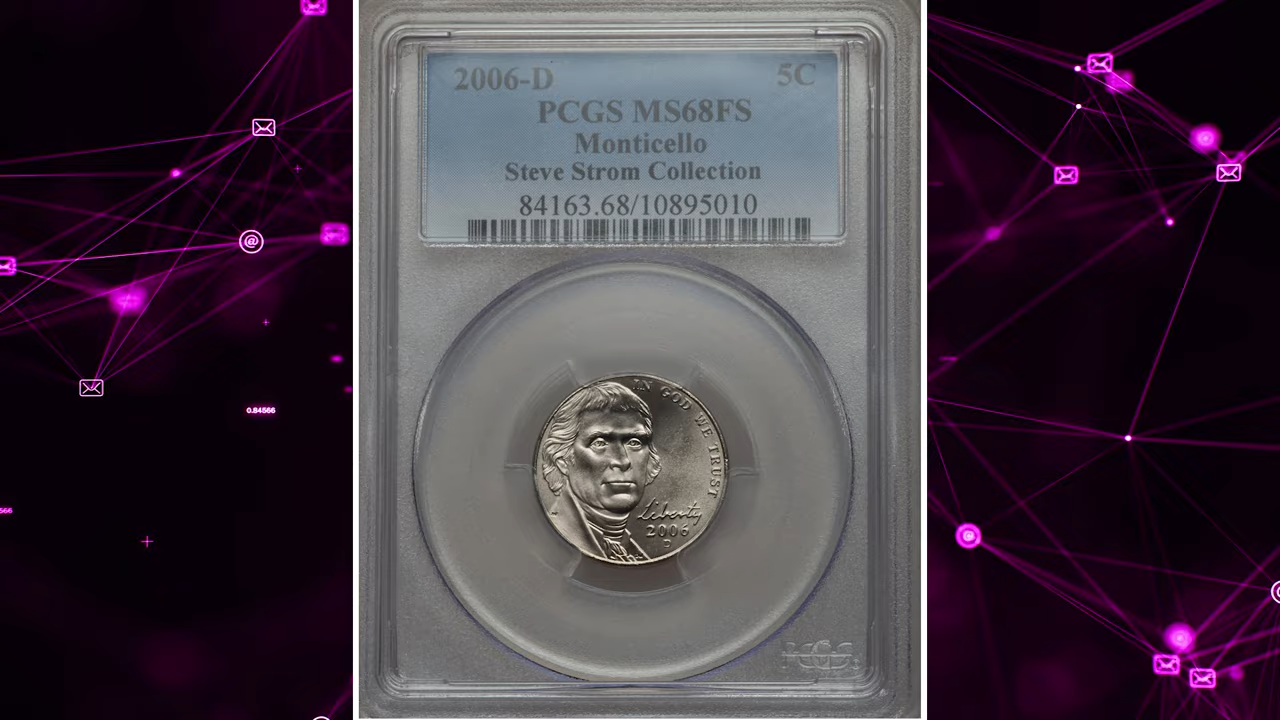 2006-D 5C
PCGS MS68FS
Monticello
Steve Strom Collection
84163.68/10895010
IN GOD WE TRUST
Liberty
2006
D
PCGS
@
0.84566
566
@